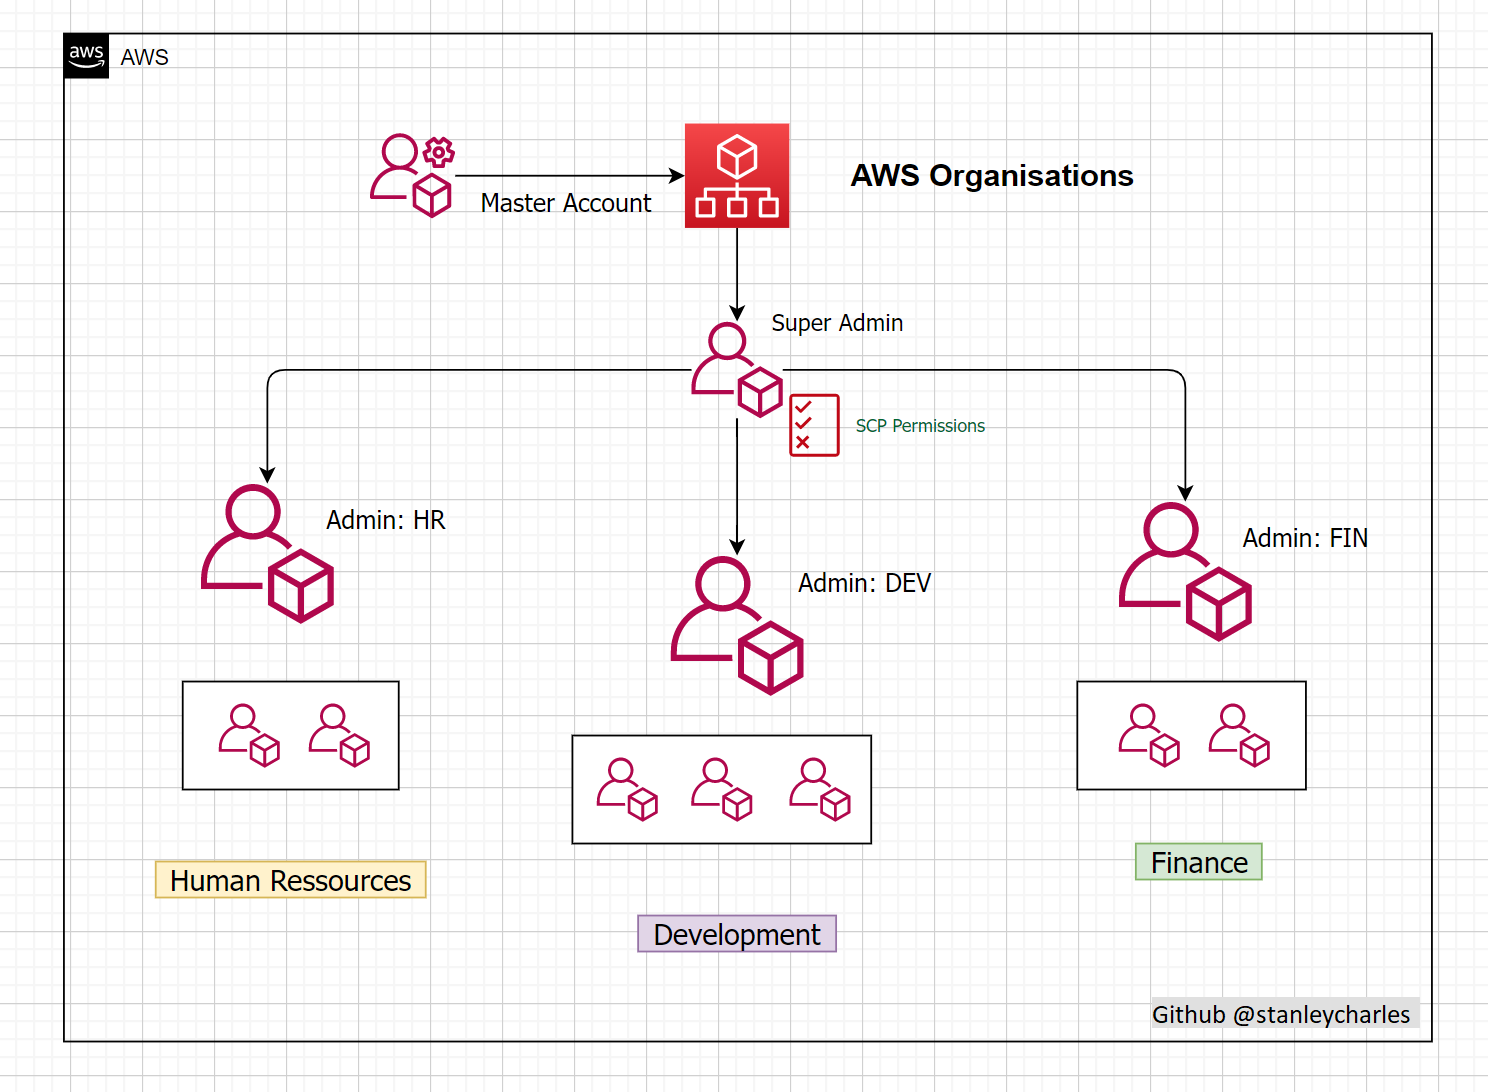 aws
AWS
Master Account
AWS Organisations
Super Admin
SCP Permissions
Admin: HR
Admin: FIN
Admin: DEV
Finance
Human Ressources
Development
Github @stanleycharles